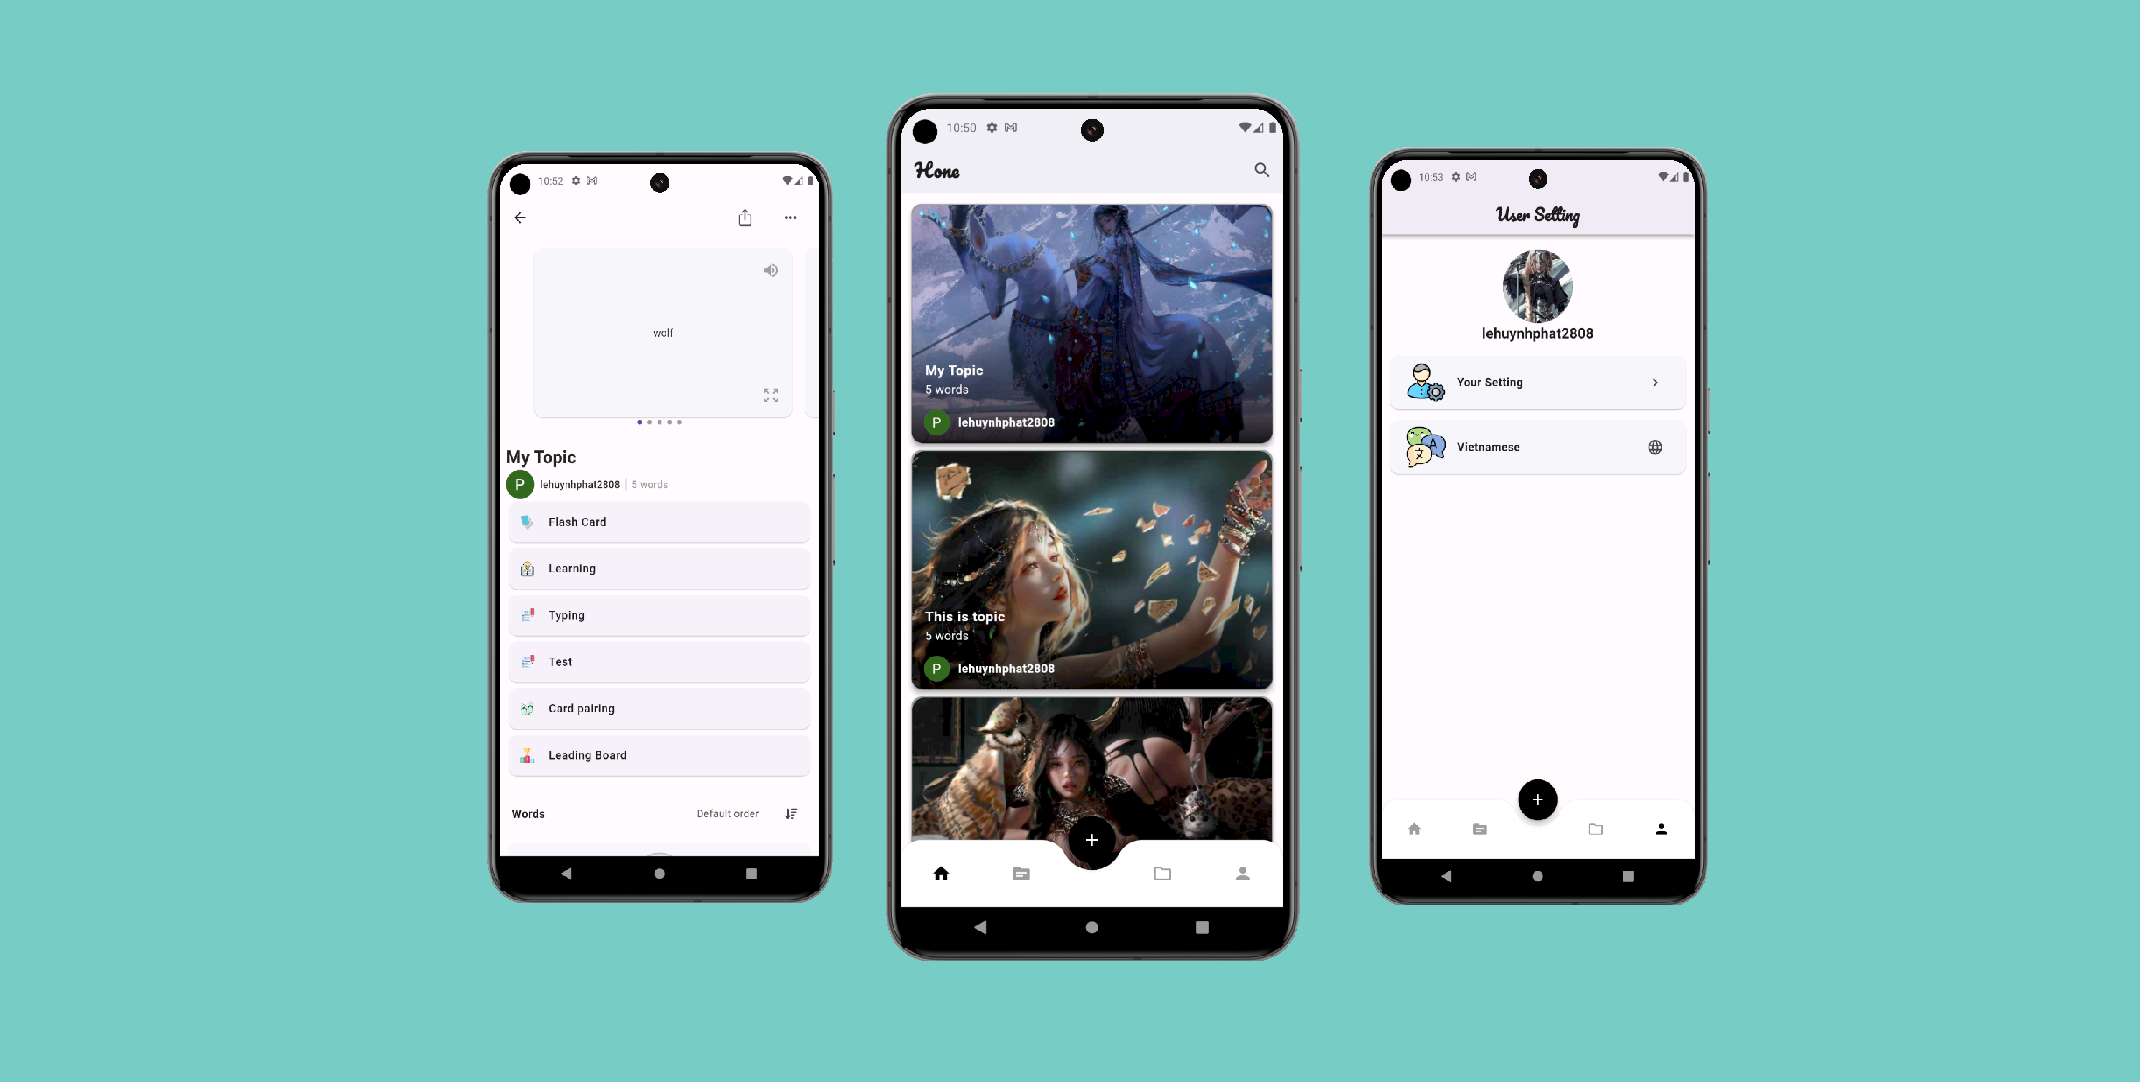 10:52
wolf
My Topic
P lehuynhphat2808 | 5 words
Flash Card
Learning
Typing
Test
Card pairing
Leading Board
Words Default order
10:50
Hone
My Topic
5 words
P lehuynhphat2808
This is topic
5 words
P lehuynhphat2808
10:53
User Setting
lehuynhphat2808
Your Setting
Vietnamese